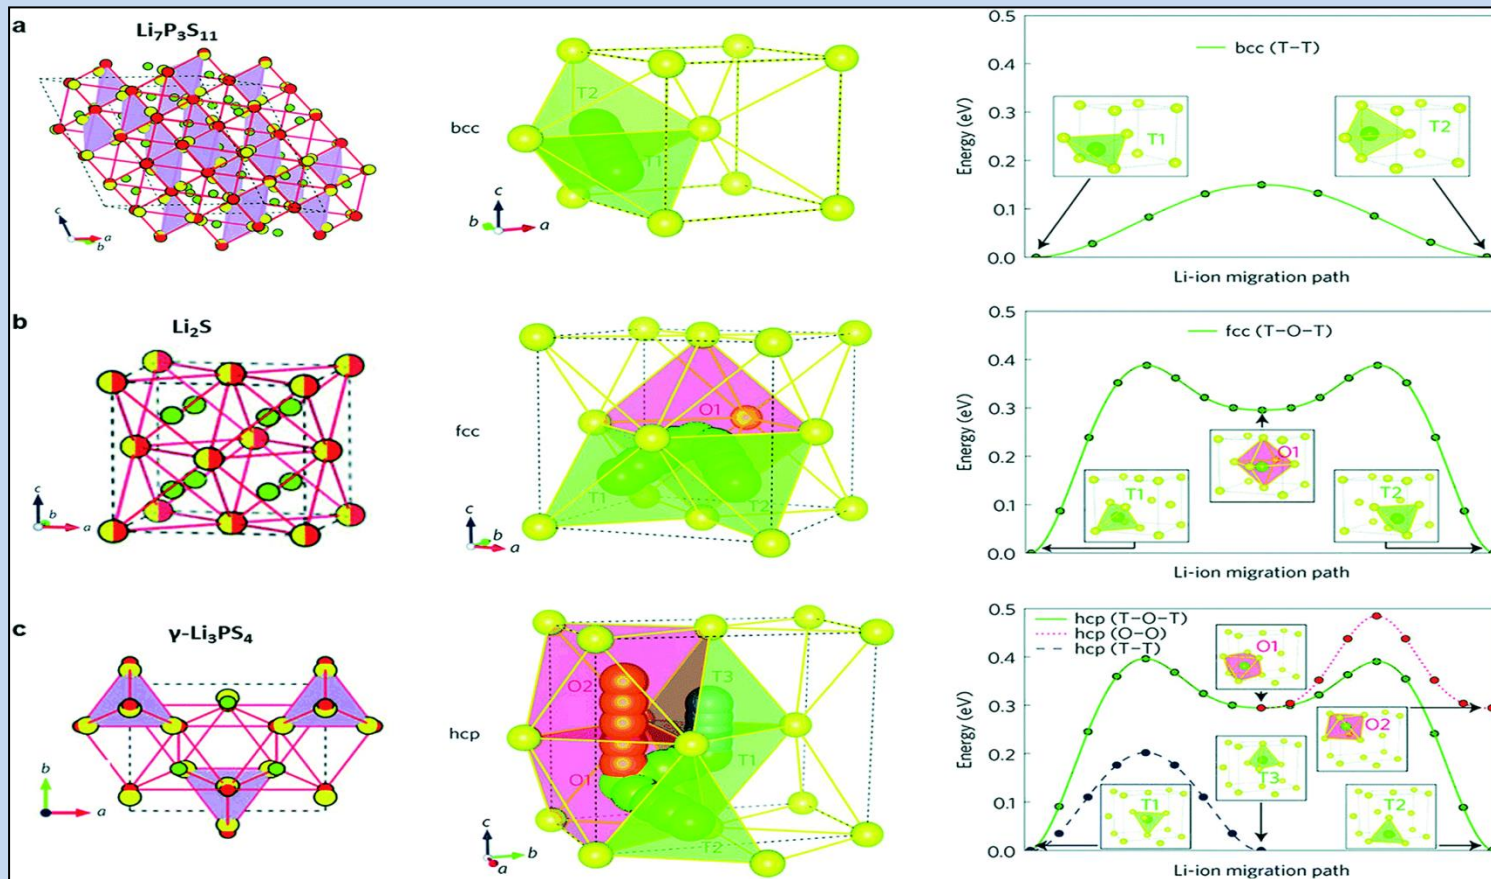 a
Li₇P₃S₁₁
c
a
b
bcc
T2
T1
c
b
a
bcc (T–T)
Energy (eV)
0.5
0.4
0.3
0.2
0.1
0.0
T1
T2
Li-ion migration path
b
Li₂S
c
a
fcc
O1
T1
T2
c
b
a
fcc (T–O–T)
Energy (eV)
0.5
0.4
0.3
0.2
0.1
0.0
O1
T1
T2
Li-ion migration path
c
γ-Li₃PS₄
b
a
hcp
O2
T3
O1
T1
T2
c
b
a
hcp (T–O–T)
hcp (O–O)
hcp (T–T)
Energy (eV)
0.5
0.4
0.3
0.2
0.1
0.0
O1
O2
T3
T1
T2
Li-ion migration path